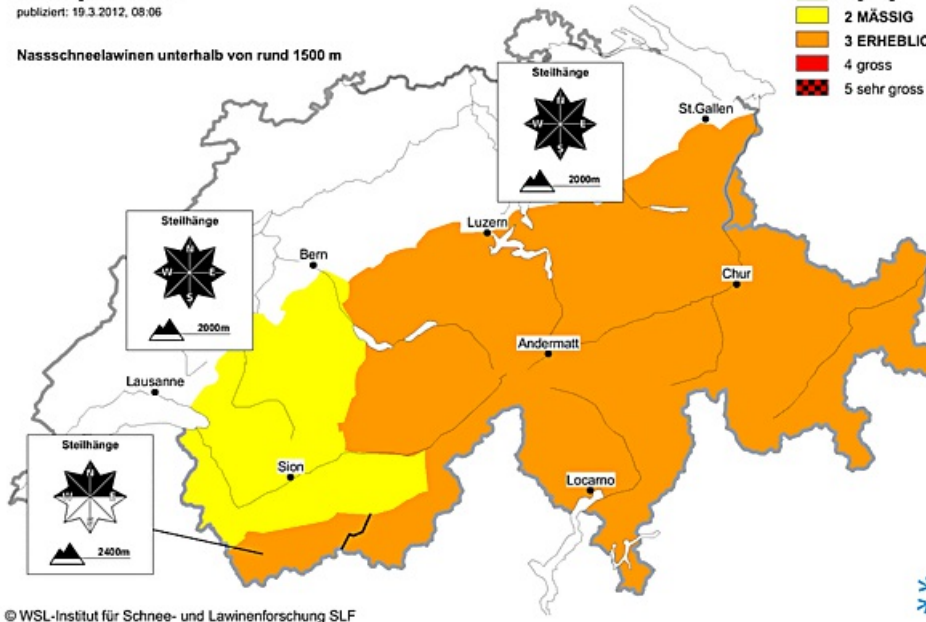 publiziert: 19.3.2012, 08:06
Nassschneelawinen unterhalb von rund 1500 m
2 MÄSSIG
3 ERHEBLIC
4 gross
5 sehr gross
Steilhänge
N
W E
S
2000m
St.Gallen
Luzern
Steilhänge
N
W E
S
2000m
Bern
Chur
Andermatt
Lausanne
Steilhänge
N
W E
S
2400m
Sion
Locarno
© WSL-Institut für Schnee- und Lawinenforschung SLF